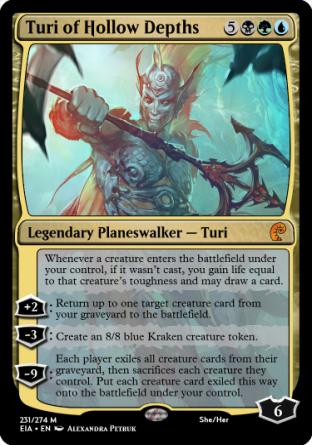 Turi of Hollow Depths 5
Legendary Planeswalker — Turi
Whenever a creature enters the battlefield under
your control, if it wasn't cast, you gain life equal
to that creature's toughness and may draw a card.
+2: Return up to one target creature card from
your graveyard to the battlefield.
-3: Create an 8/8 blue Kraken creature token.
Each player exiles all creature cards from their
graveyard, then sacrifices each creature they
-9: control. Put each creature card exiled this way
onto the battlefield under your control.
6
231/274 M She/Her
EIA • EN Alexandra Petruk